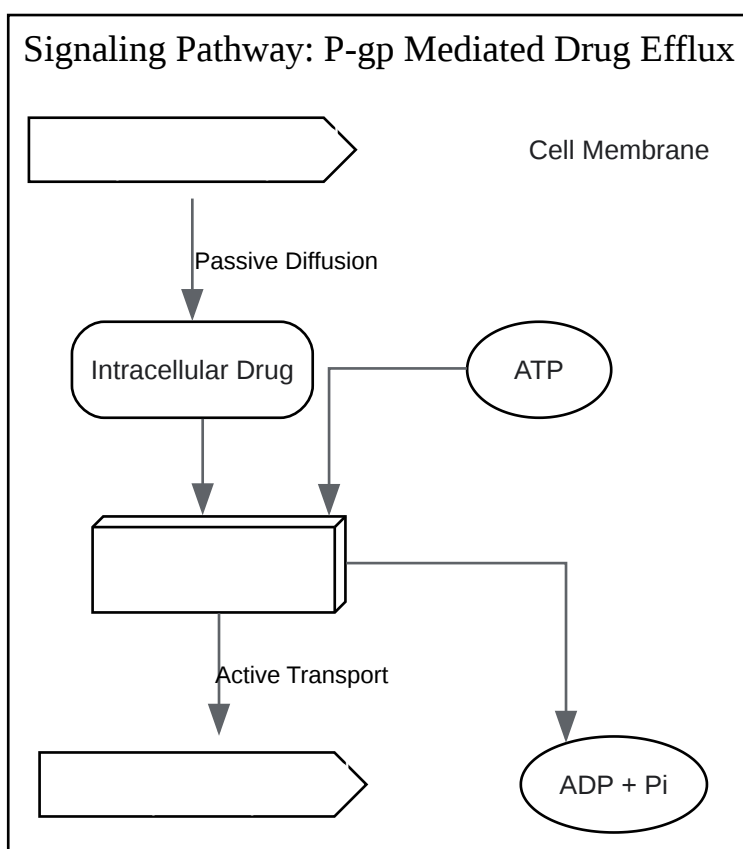 Signaling Pathway: P-gp Mediated Drug Efflux
Cell Membrane
Passive Diffusion
Intracellular Drug
ATP
Active Transport
ADP + Pi